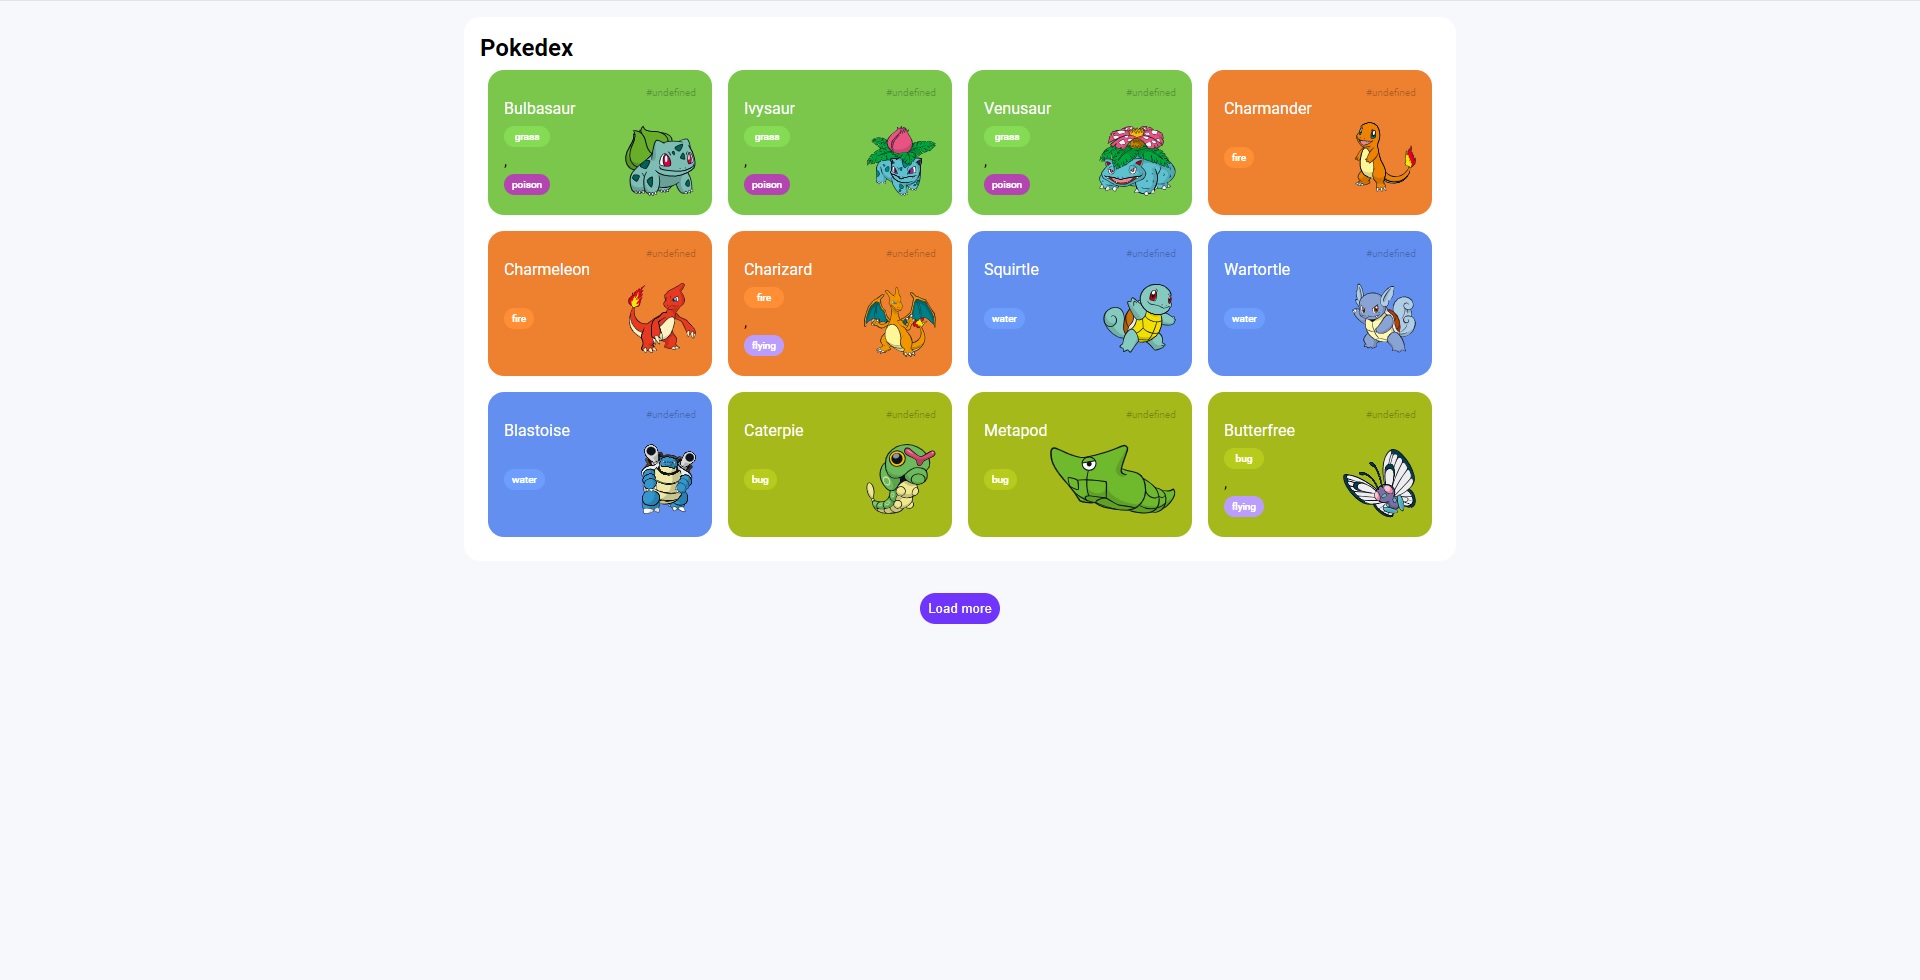 Pokedex
#undefined
Bulbasaur
grass
,
poison
#undefined
Ivysaur
grass
,
poison
#undefined
Venusaur
grass
,
poison
#undefined
Charmander
fire
#undefined
Charmeleon
fire
#undefined
Charizard
fire
,
flying
#undefined
Squirtle
water
#undefined
Wartortle
water
#undefined
Blastoise
water
#undefined
Caterpie
bug
#undefined
Metapod
bug
#undefined
Butterfree
bug
,
flying
Load more